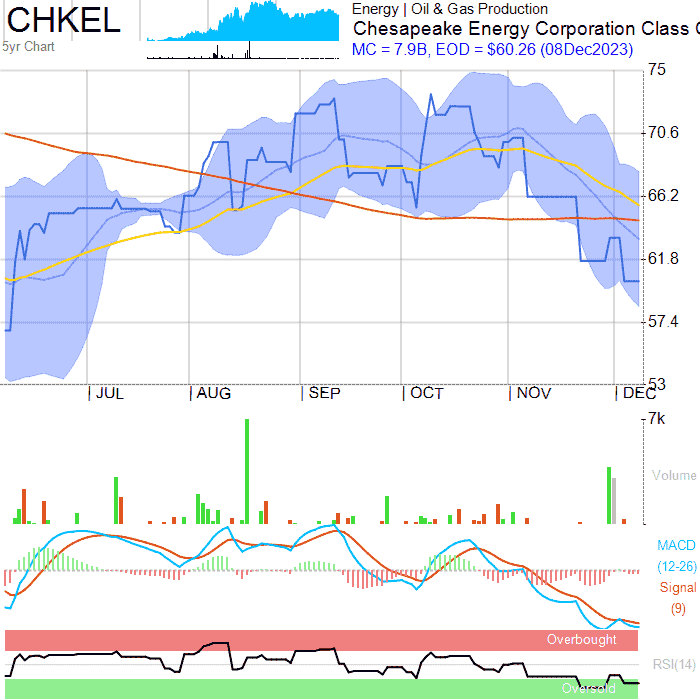 CHKEL
5yr Chart
Energy | Oil & Gas Production
Chesapeake Energy Corporation Class C
MC = 7.9B, EOD = $60.26 (08Dec2023)
75
70.6
66.2
61.8
57.4
53
JUL AUG SEP OCT NOV DEC
7k
Volume
MACD
(12-26)
Signal
(9)
Overbought
RSI(14)
Oversold